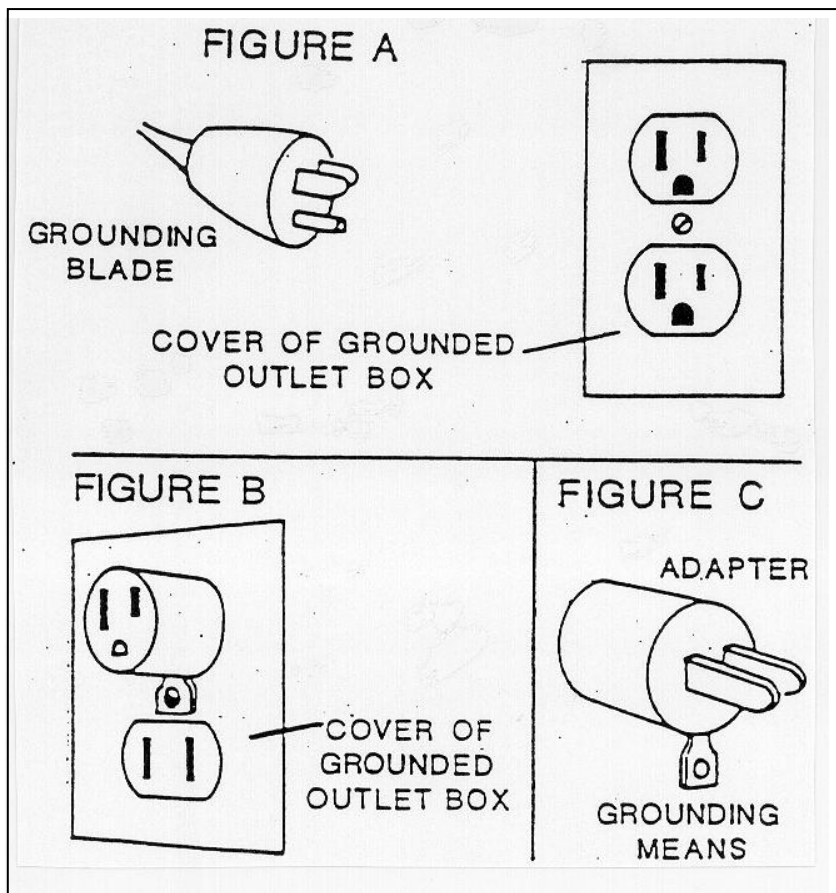 FIGURE A
GROUNDING
BLADE
COVER OF GROUNDED
OUTLET BOX
FIGURE B
COVER OF
GROUNDED
OUTLET BOX
FIGURE C
ADAPTER
GROUNDING
MEANS